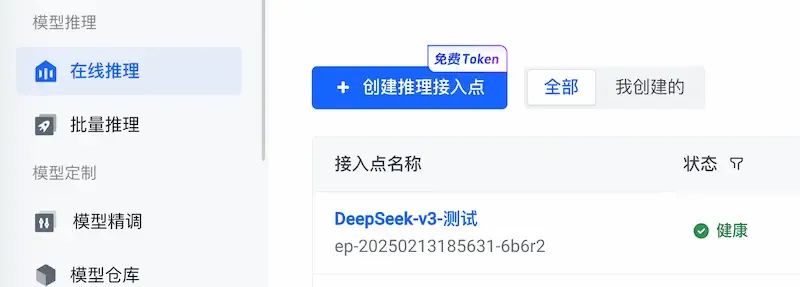 模型推理
在线推理
批量推理
模型定制
模型精调
模型仓库
免费Token
+ 创建推理接入点
全部
我创建的
接入点名称
状态
DeepSeek-v3-测试
健康
ep-20250213185631-6b6r2